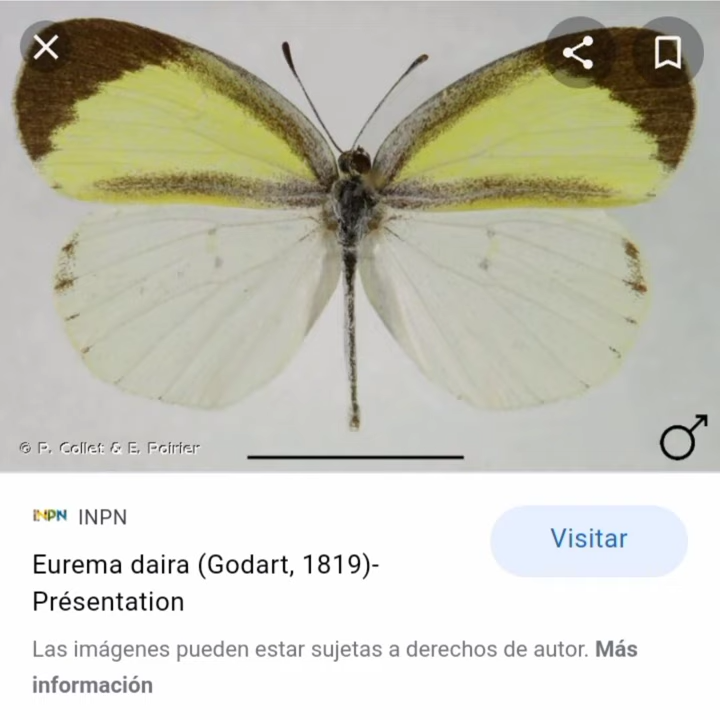 © P. Collet & E. Poirier
INPN INPN
Visitar
Eurema daira (Godart, 1819)-
Présentation
Las imágenes pueden estar sujetas a derechos de autor. Más
información